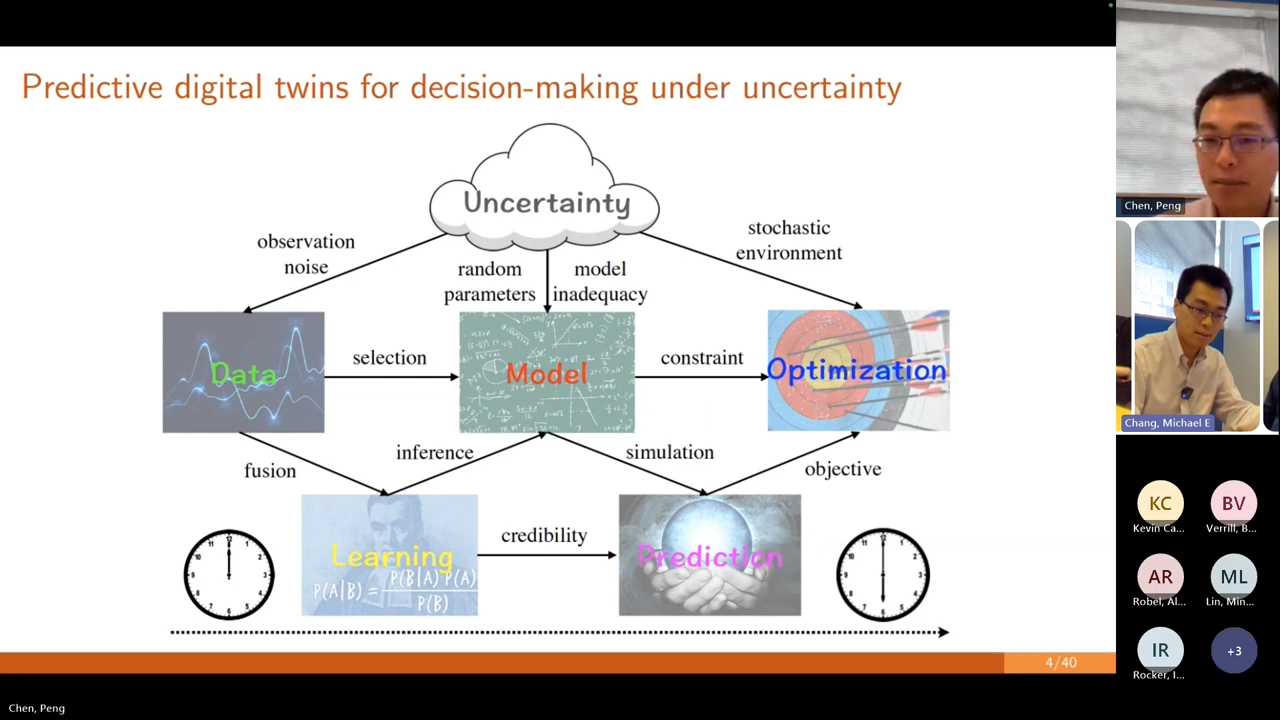 Predictive digital twins for decision-making under uncertainty
Uncertainty
observation
noise
random
parameters
model
inadequacy
stochastic
environment
Data
selection
Model
constraint
Optimization
fusion
inference
simulation
objective
Learning
P(A|B) = P(B|A) P(A)
P(B)
credibility
Prediction
4/40
Chen, Peng
Chen, Peng
Chang, Michael E
KC
Kevin Ca...
BV
Verrill, B...
AR
Robel, Al...
ML
Lin, Min...
IR
Rocker, I...
+3